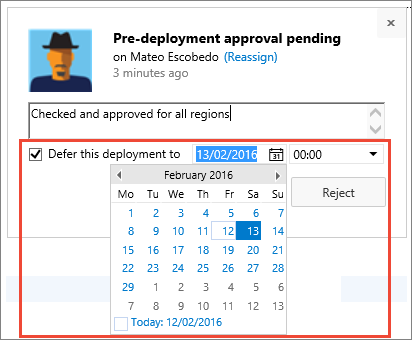 ×
Pre-deployment approval pending
on Mateo Escobedo (Reassign)
3 minutes ago
Checked and approved for all regions
Defer this deployment to 13/02/2016 31 00:00
February 2016
Mo Tu We Th Fr Sa Su
1 2 3 4 5 6 7
8 9 10 11 12 13 14
15 16 17 18 19 20 21
22 23 24 25 26 27 28
29 1 2 3 4 5 6
7 8 9 10 11 12 13
Today: 12/02/2016
Reject